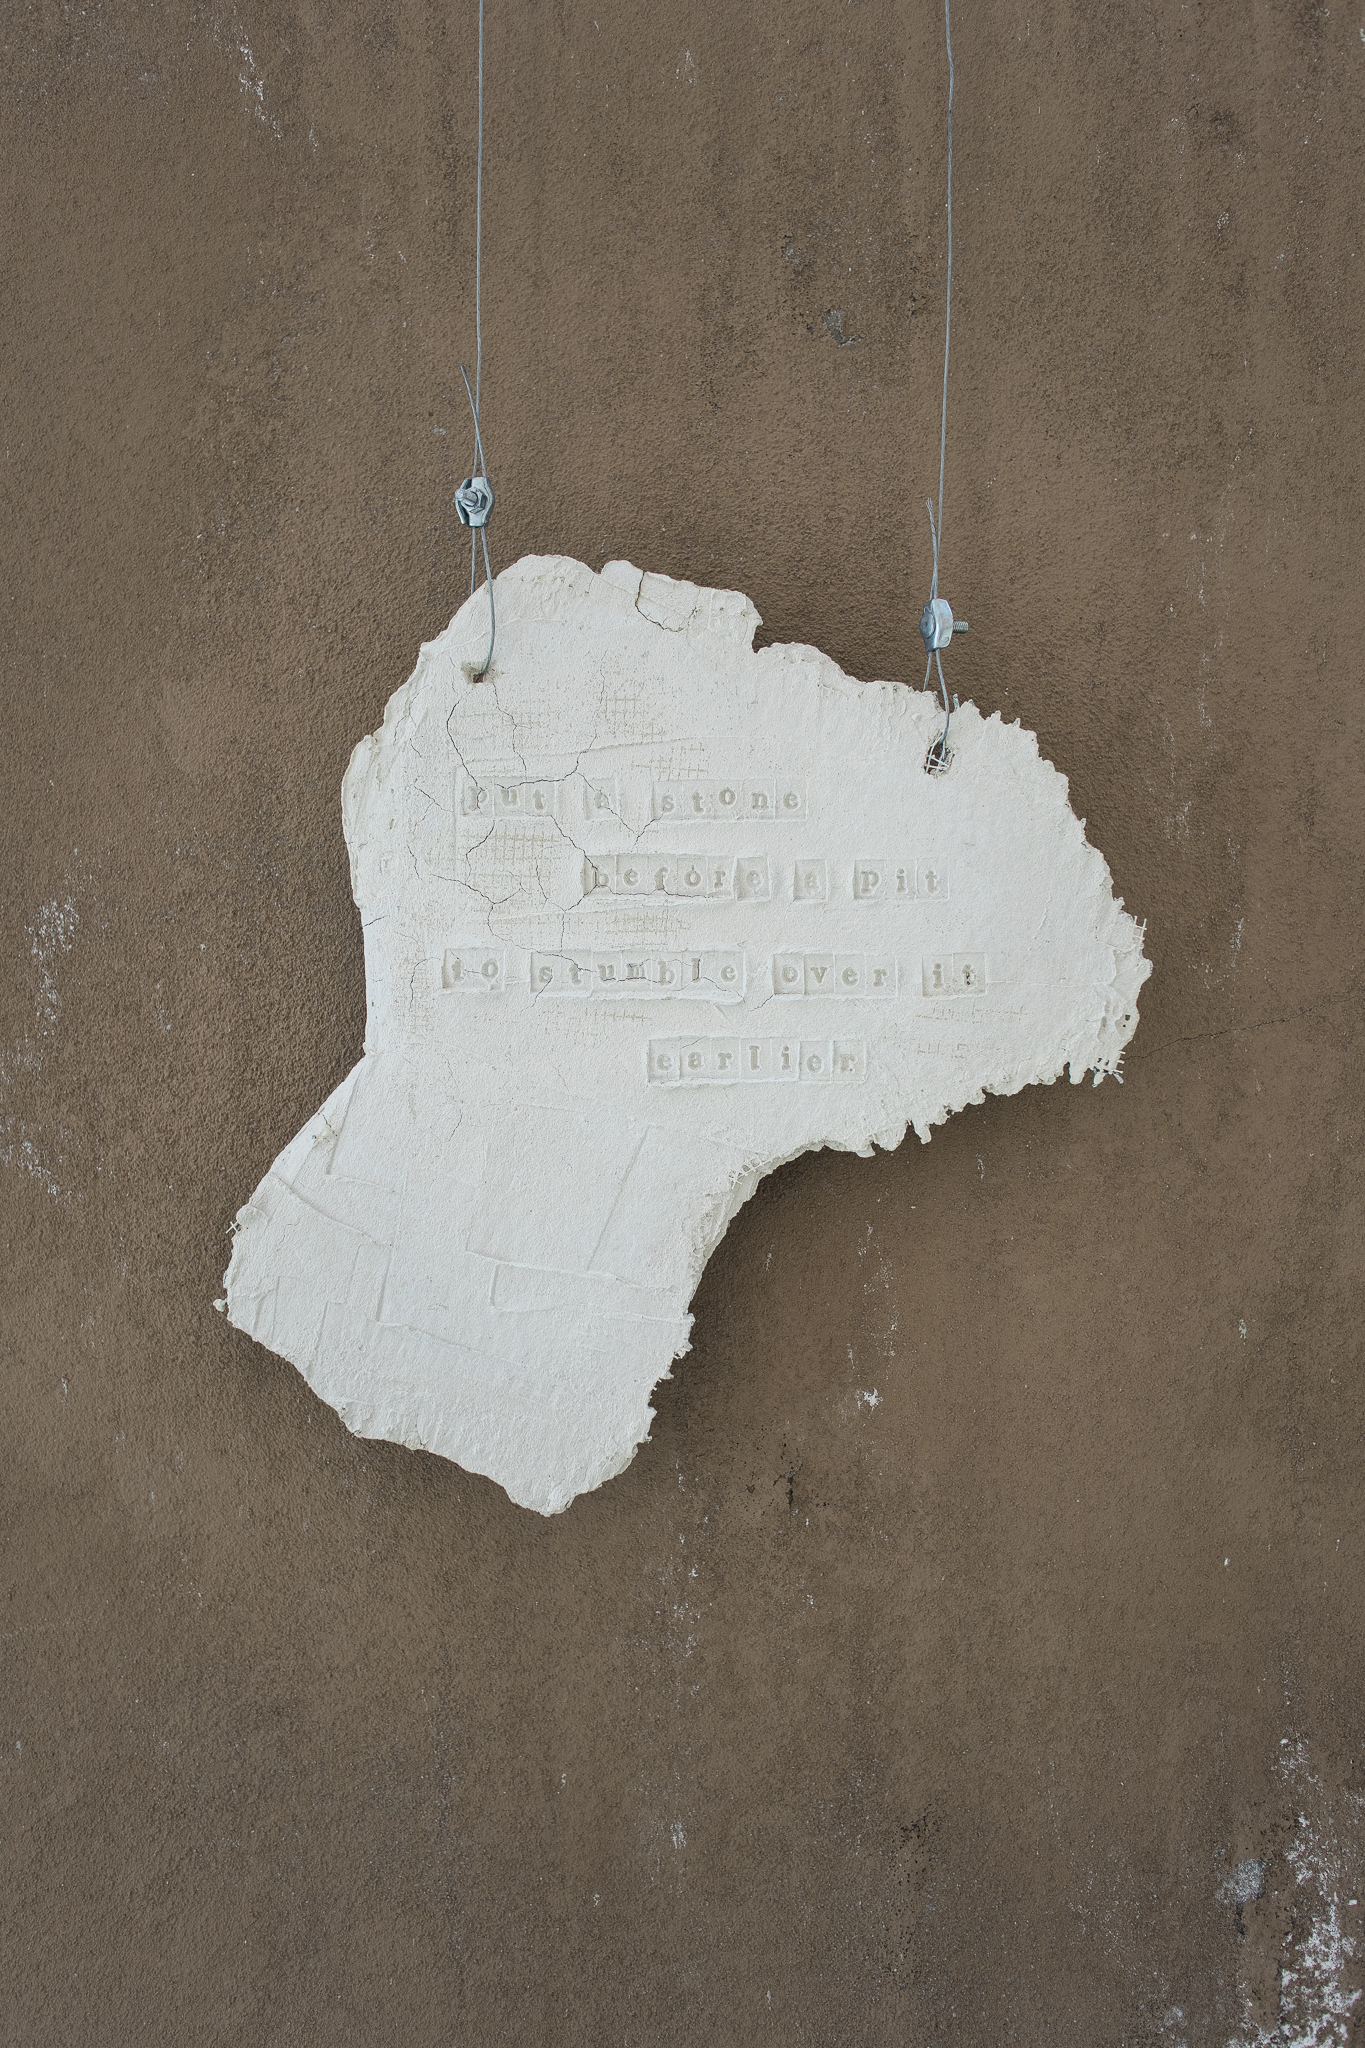 put a stone
before a pit
to stumble over it
earlier